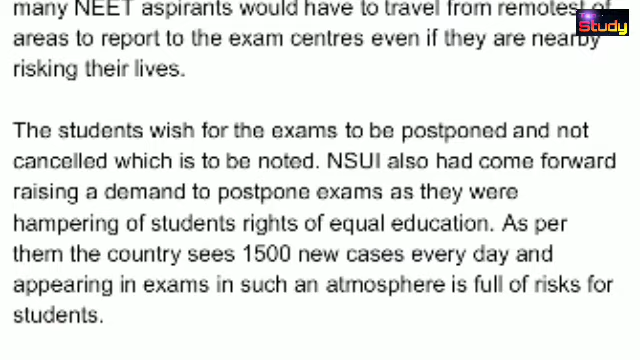 many NEET aspirants would have to travel from remotest of
areas to report to the exam centres even if they are nearby
risking their lives.
The students wish for the exams to be postponed and not
cancelled which is to be noted. NSUI also had come forward
raising a demand to postpone exams as they were
hampering of students rights of equal education. As per
them the country sees 1500 new cases every day and
appearing in exams in such an atmosphere is full of risks for
students.
Study